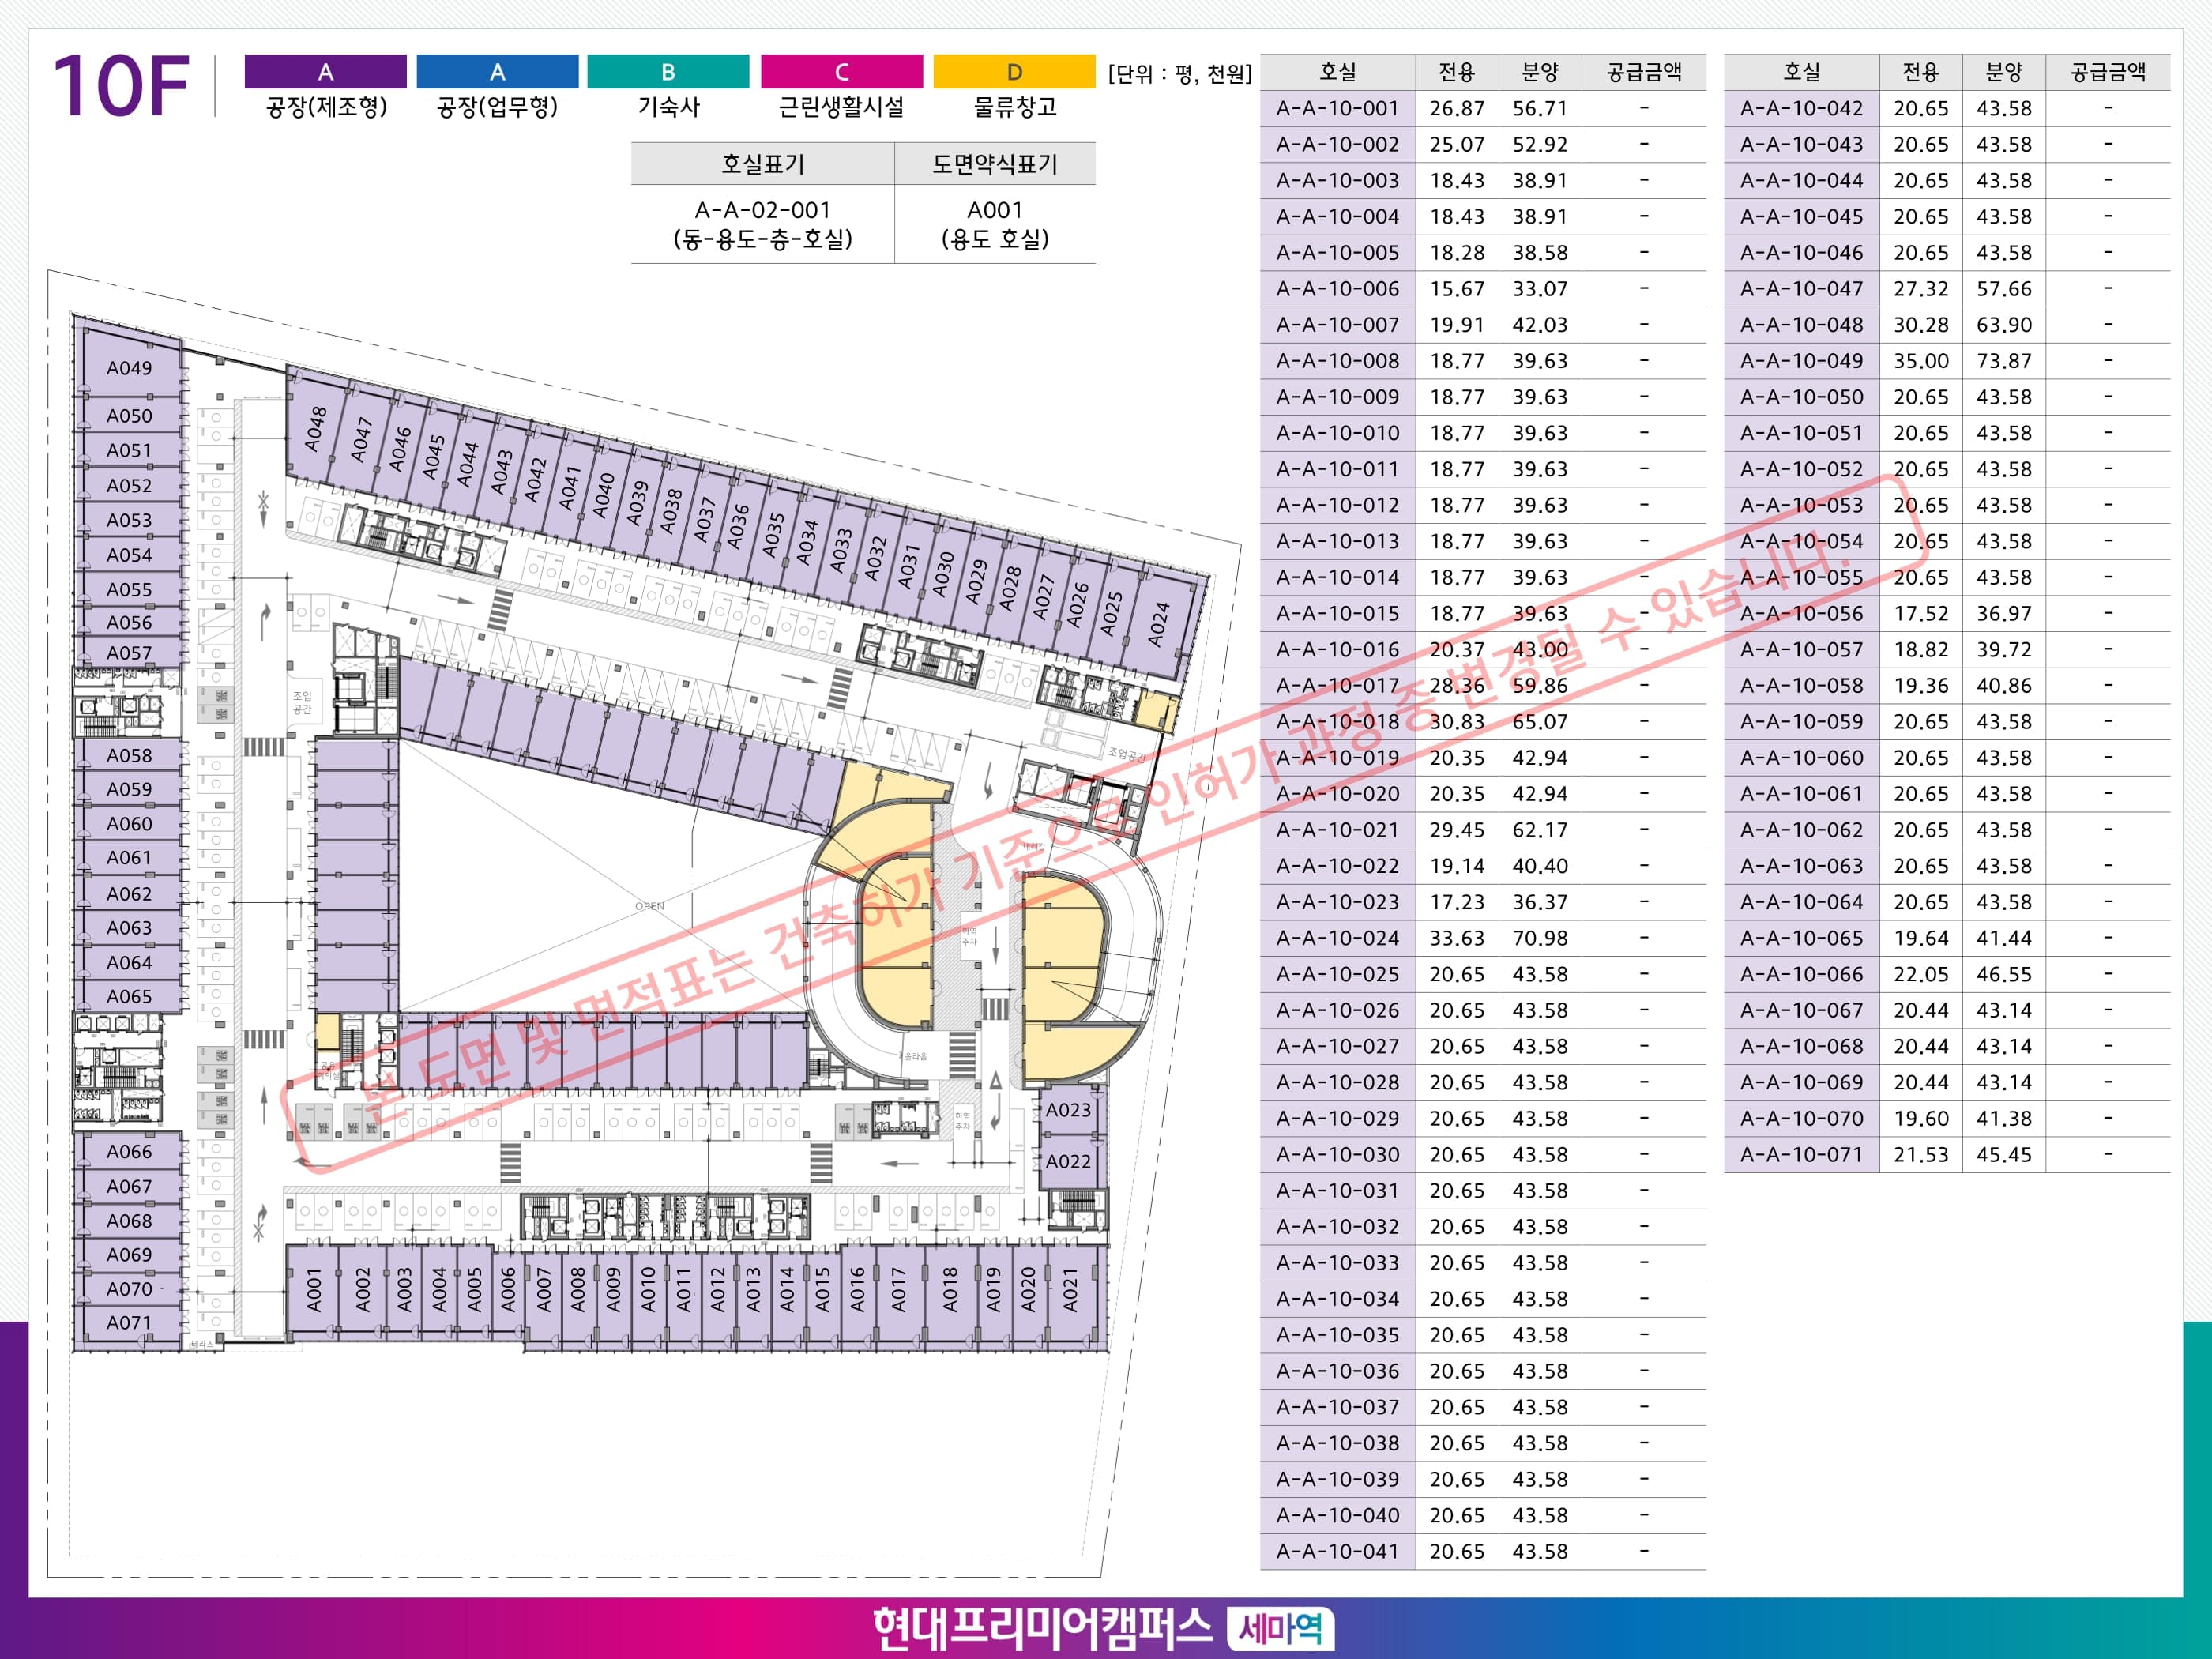 10F
A
공장(제조형)
A
공장(업무형)
B
기숙사
C
근린생활시설
D
물류창고
[단위 : 평, 천원]
호실표기 도면약식표기
A-A-02-001 A001
(동-용도-층-호실) (용도 호실)
호실 전용 분양 공급금액
A-A-10-001 26.87 56.71 -
A-A-10-002 25.07 52.92 -
A-A-10-003 18.43 38.91 -
A-A-10-004 18.43 38.91 -
A-A-10-005 18.28 38.58 -
A-A-10-006 15.67 33.07 -
A-A-10-007 19.91 42.03 -
A-A-10-008 18.77 39.63 -
A-A-10-009 18.77 39.63 -
A-A-10-010 18.77 39.63 -
A-A-10-011 18.77 39.63 -
A-A-10-012 18.77 39.63 -
A-A-10-013 18.77 39.63 -
A-A-10-014 18.77 39.63 -
A-A-10-015 18.77 39.63 -
A-A-10-016 20.37 43.00 -
A-A-10-017 28.36 59.86 -
A-A-10-018 30.83 65.07 -
A-A-10-019 20.35 42.94 -
A-A-10-020 20.35 42.94 -
A-A-10-021 29.45 62.17 -
A-A-10-022 19.14 40.40 -
A-A-10-023 17.23 36.37 -
A-A-10-024 33.63 70.98 -
A-A-10-025 20.65 43.58 -
A-A-10-026 20.65 43.58 -
A-A-10-027 20.65 43.58 -
A-A-10-028 20.65 43.58 -
A-A-10-029 20.65 43.58 -
A-A-10-030 20.65 43.58 -
A-A-10-031 20.65 43.58 -
A-A-10-032 20.65 43.58 -
A-A-10-033 20.65 43.58 -
A-A-10-034 20.65 43.58 -
A-A-10-035 20.65 43.58 -
A-A-10-036 20.65 43.58 -
A-A-10-037 20.65 43.58 -
A-A-10-038 20.65 43.58 -
A-A-10-039 20.65 43.58 -
A-A-10-040 20.65 43.58 -
A-A-10-041 20.65 43.58 -
호실 전용 분양 공급금액
A-A-10-042 20.65 43.58 -
A-A-10-043 20.65 43.58 -
A-A-10-044 20.65 43.58 -
A-A-10-045 20.65 43.58 -
A-A-10-046 20.65 43.58 -
A-A-10-047 27.32 57.66 -
A-A-10-048 30.28 63.90 -
A-A-10-049 35.00 73.87 -
A-A-10-050 20.65 43.58 -
A-A-10-051 20.65 43.58 -
A-A-10-052 20.65 43.58 -
A-A-10-053 20.65 43.58 -
A-A-10-054 20.65 43.58 -
A-A-10-055 20.65 43.58 -
A-A-10-056 17.52 36.97 -
A-A-10-057 18.82 39.72 -
A-A-10-058 19.36 40.86 -
A-A-10-059 20.65 43.58 -
A-A-10-060 20.65 43.58 -
A-A-10-061 20.65 43.58 -
A-A-10-062 20.65 43.58 -
A-A-10-063 20.65 43.58 -
A-A-10-064 20.65 43.58 -
A-A-10-065 19.64 41.44 -
A-A-10-066 22.05 46.55 -
A-A-10-067 20.44 43.14 -
A-A-10-068 20.44 43.14 -
A-A-10-069 20.44 43.14 -
A-A-10-070 19.60 41.38 -
A-A-10-071 21.53 45.45 -
A049
A050
A051
A052
A053
A054
A055
A056
A057
A058
A059
A060
A061
A062
A063
A064
A065
A066
A067
A068
A069
A070
A071
A048
A047
A046
A045
A044
A043
A042
A041
A040
A039
A038
A037
A036
A035
A034
A033
A032
A031
A030
A029
A028
A027
A026
A025
A024
조업
공간
조업공간
OPEN
내려감
하역
주차
올라옴
하역
주차
A023
A022
A001
A002
A003
A004
A005
A006
A007
A008
A009
A010
A011
A012
A013
A014
A015
A016
A017
A018
A019
A020
A021
테라스
본 도면 및 면적표는 건축허가 기준으로 인허가 과정 중 변경될 수 있습니다.
현대프리미어캠퍼스 세마역